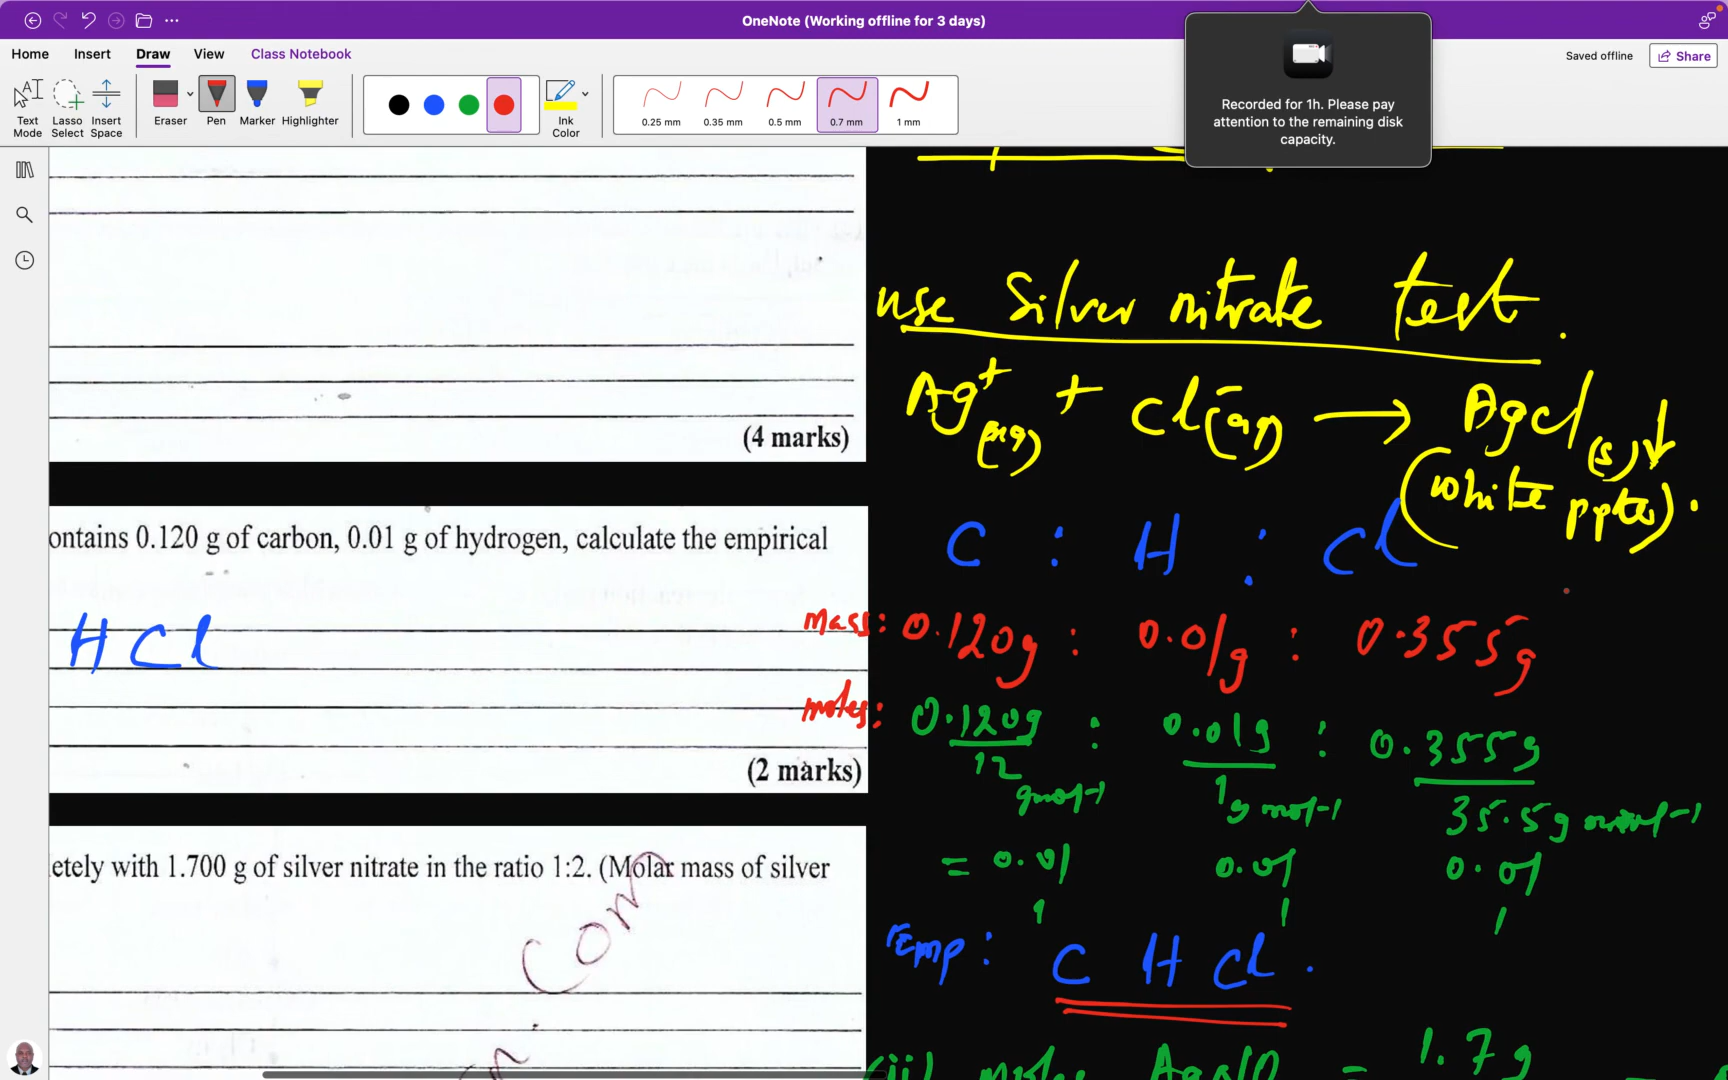 OneNote (Working offline for 3 days)
Home Insert Draw View Class Notebook
Saved offline Share
Recorded for 1h. Please pay
attention to the remaining disk
capacity.
Text Mode Lasso Select Insert Space Eraser Pen Marker Highlighter Ink Color 0.25 mm 0.35 mm 0.5 mm 0.7 mm 1 mm
use Silver nitrate test.
Ag+(aq) + Cl-(aq) → AgCl(s)↓
(white ppte).
(4 marks)
C : H : Cl
ontains 0.120 g of carbon, 0.01 g of hydrogen, calculate the empirical
H Cl
mass: 0.120g : 0.01g : 0.355g
moles: 0.120g : 0.01g : 0.355g
12 gmol-1 1g mol-1 35.5g mol-1
(2 marks)
= 0.01 0.01 0.01
1 1 1
etely with 1.700 g of silver nitrate in the ratio 1:2. (Molar mass of silver
Emp: C H Cl.
. Com
(ii) moles = 1.7g